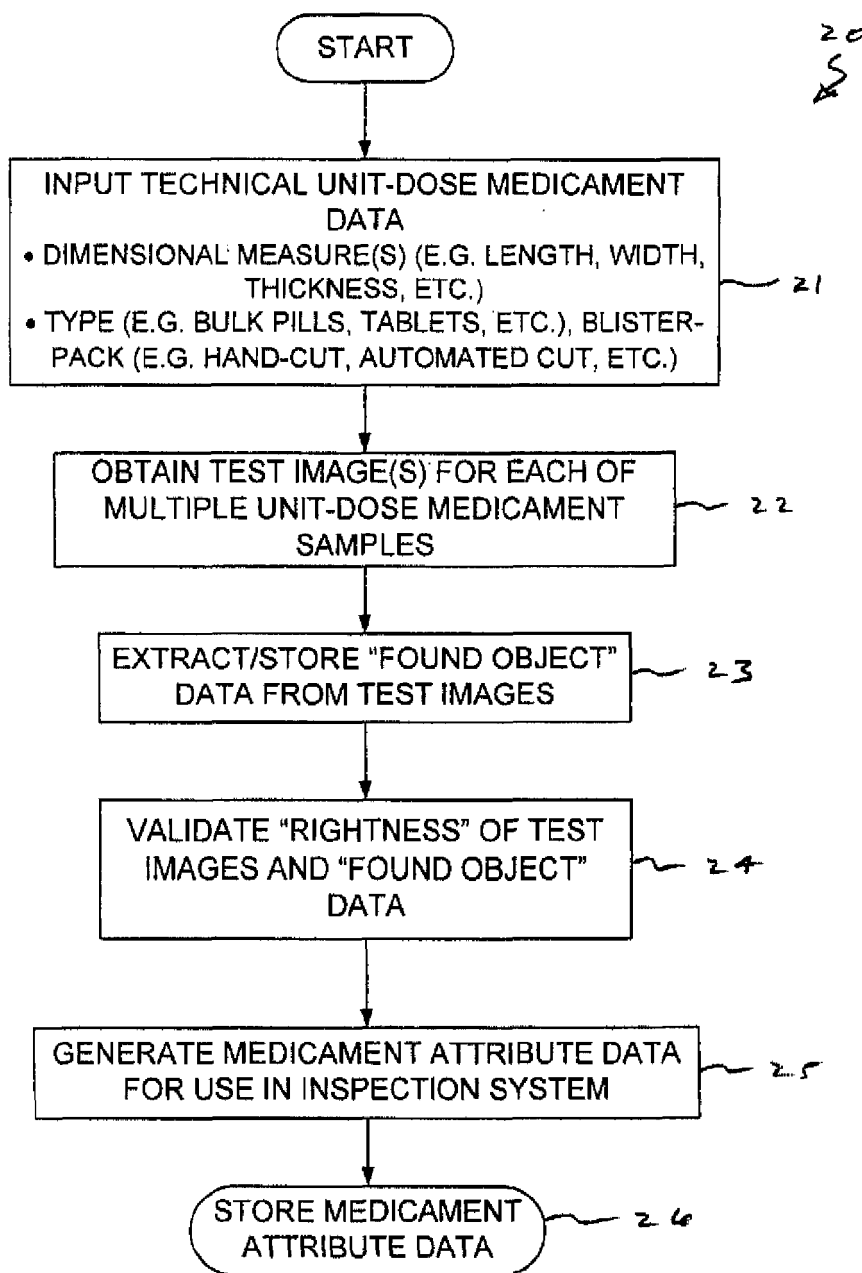 START
20
INPUT TECHNICAL UNIT-DOSE MEDICAMENT
DATA
• DIMENSIONAL MEASURE(S) (E.G. LENGTH, WIDTH,
THICKNESS, ETC.)
• TYPE (E.G. BULK PILLS, TABLETS, ETC.), BLISTER-
PACK (E.G. HAND-CUT, AUTOMATED CUT, ETC.)
21
OBTAIN TEST IMAGE(S) FOR EACH OF
MULTIPLE UNIT-DOSE MEDICAMENT
SAMPLES
22
EXTRACT/STORE “FOUND OBJECT”
DATA FROM TEST IMAGES
23
VALIDATE “RIGHTNESS” OF TEST
IMAGES AND “FOUND OBJECT”
DATA
24
GENERATE MEDICAMENT ATTRIBUTE DATA
FOR USE IN INSPECTION SYSTEM
25
STORE MEDICAMENT
ATTRIBUTE DATA
26